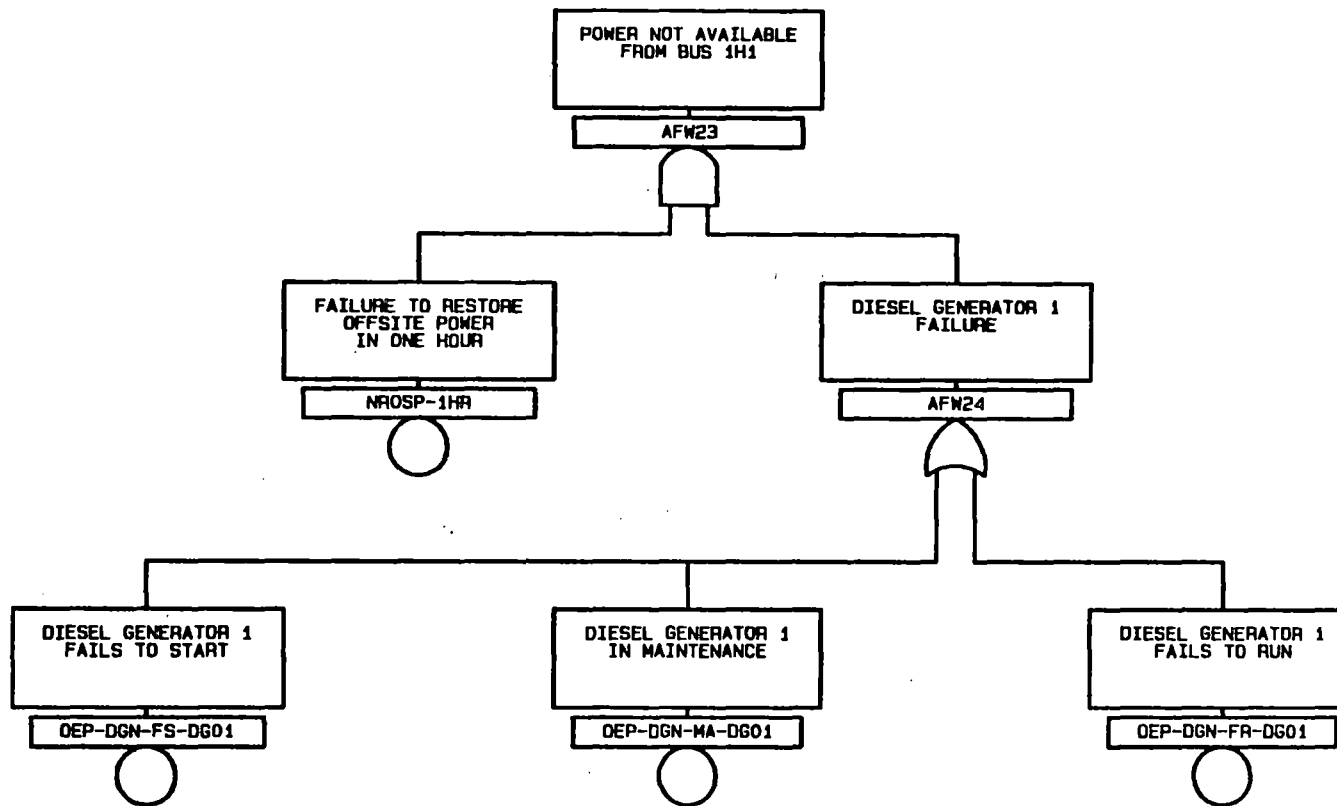 POWER NOT AVAILABLE
FROM BUS 1H1
AFW23
FAILURE TO RESTORE
OFFSITE POWER
IN ONE HOUR
NROSP-1HR
DIESEL GENERATOR 1
FAILURE
AFW24
DIESEL GENERATOR 1
FAILS TO START
OEP-DGN-FS-DG01
DIESEL GENERATOR 1
IN MAINTENANCE
OEP-DGN-MA-DG01
DIESEL GENERATOR 1
FAILS TO RUN
OEP-DGN-FR-DG01